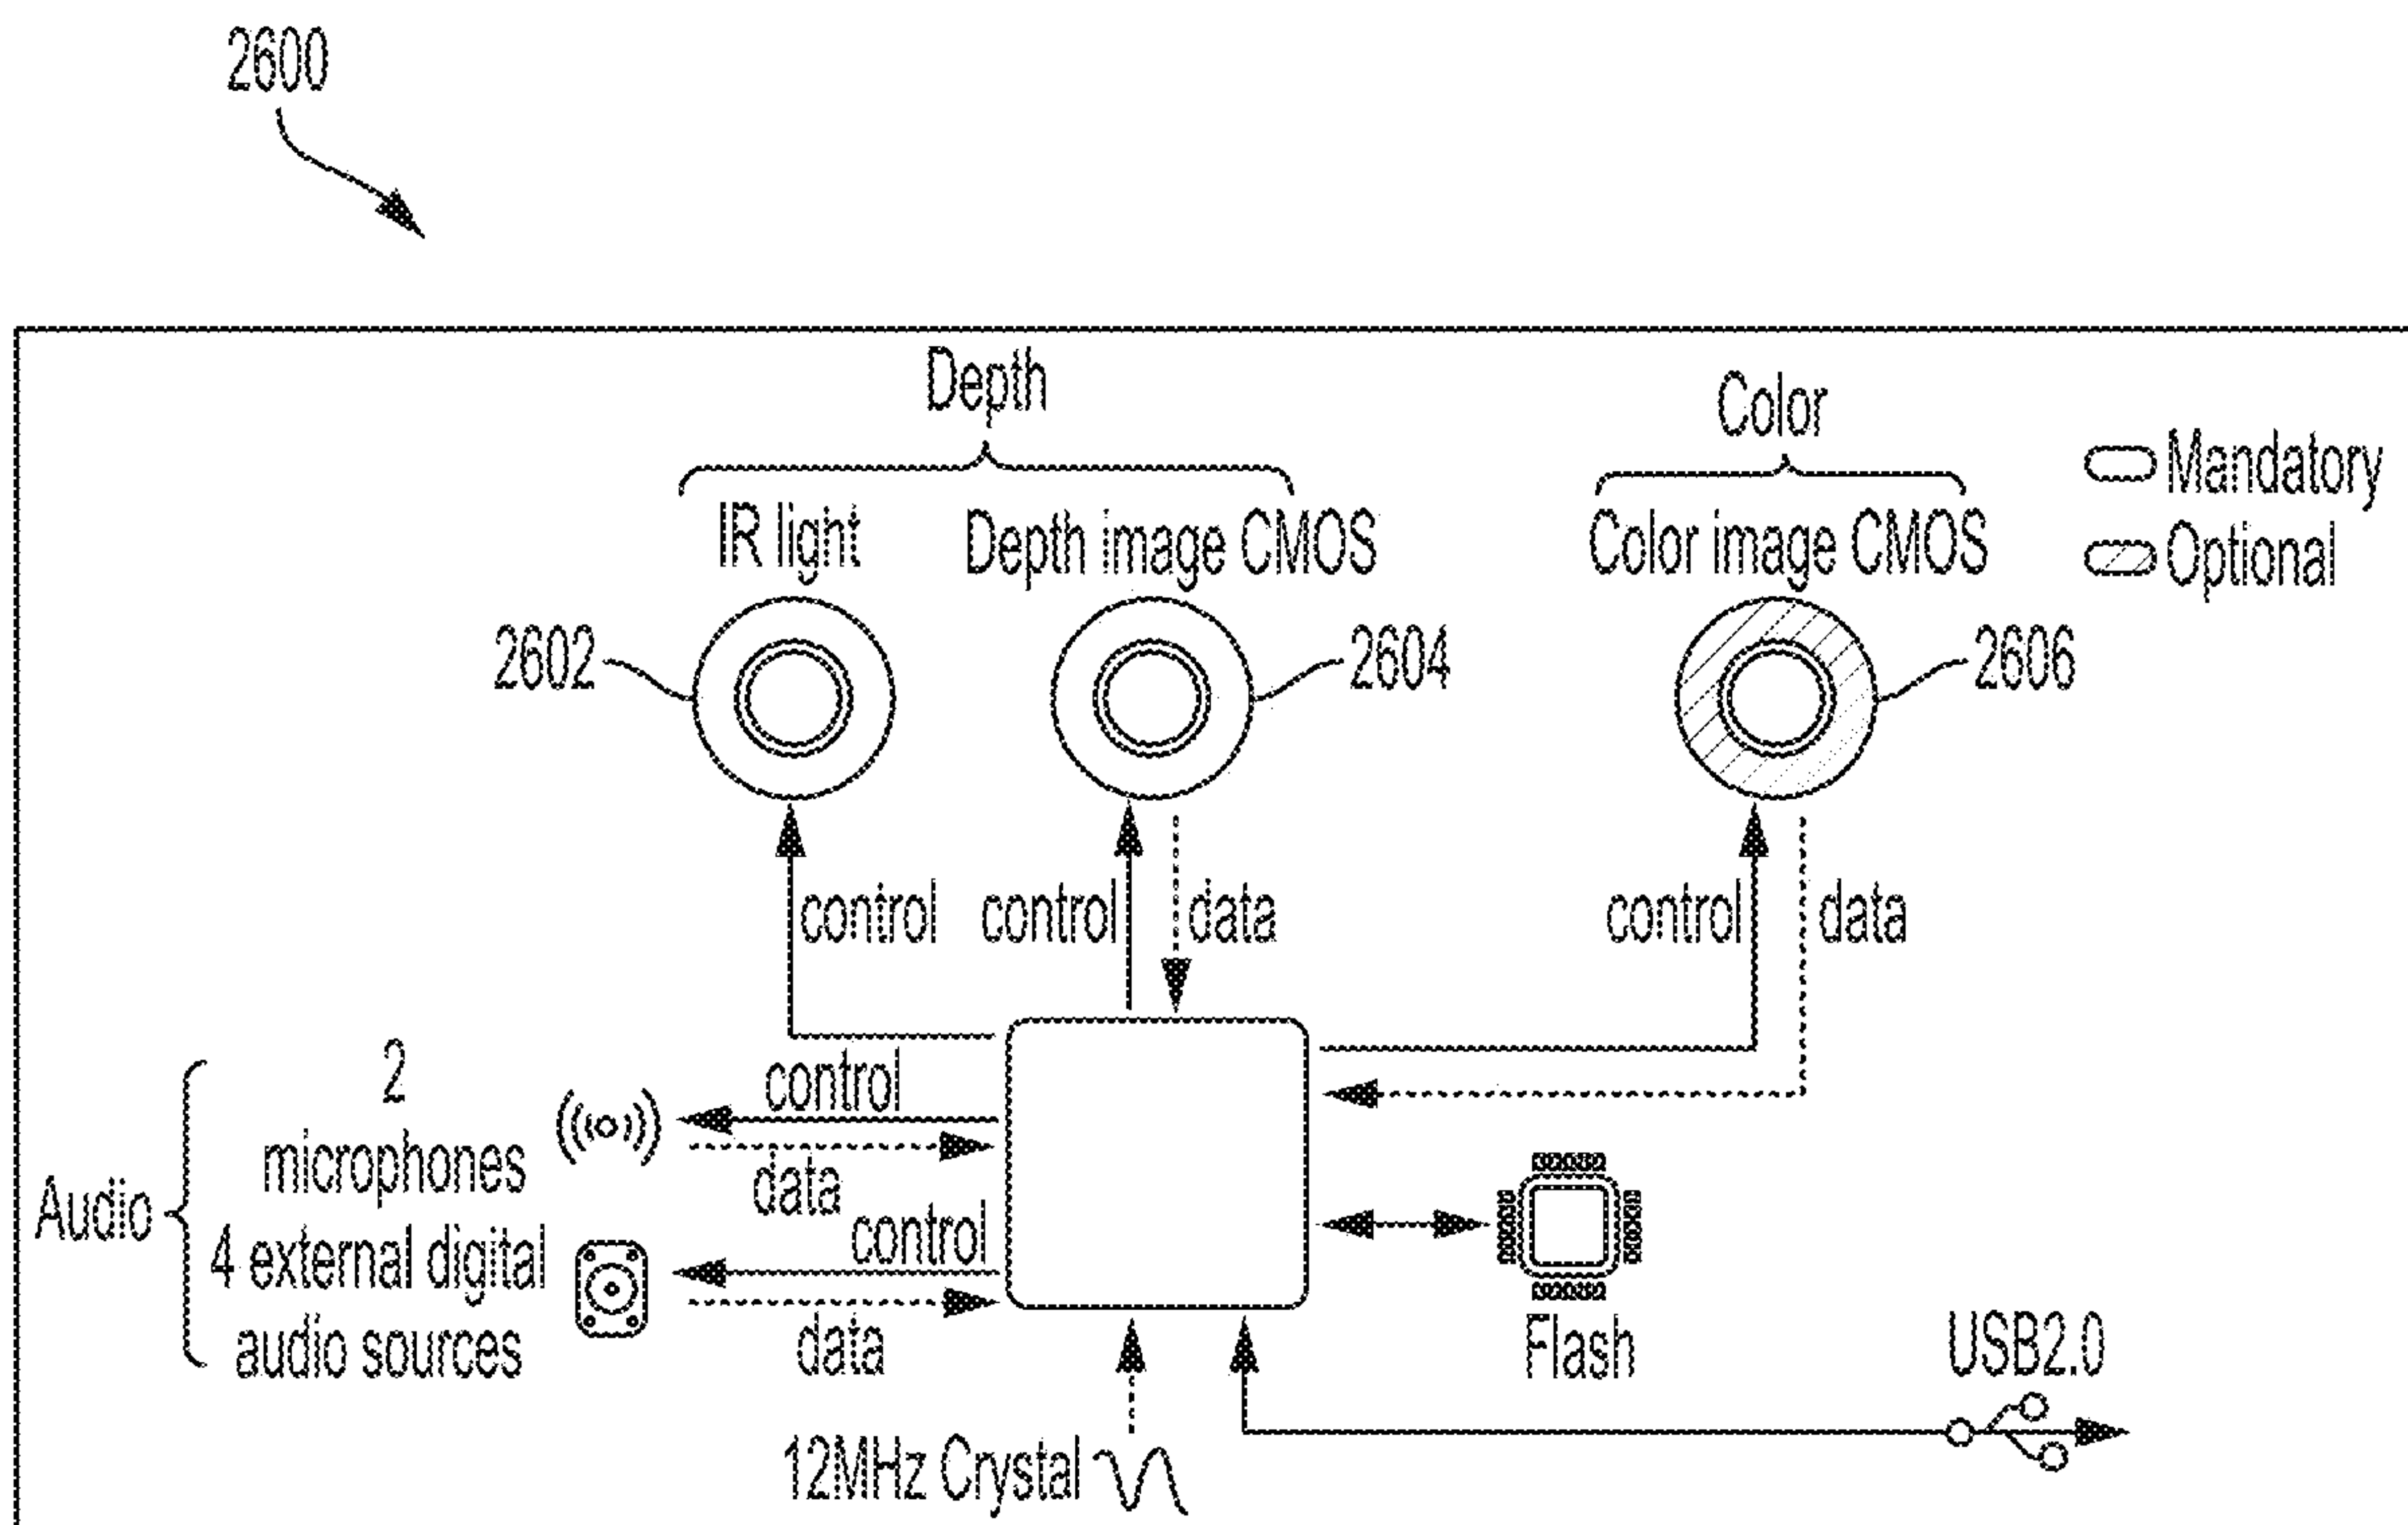 2600
Depth
Color
Mandatory
Optional
IR light
Depth image CMOS
Color image CMOS
2602
2604
2606
control
control
data
control
data
Audio
2
microphones
4 external digital
audio sources
control
data
control
data
Flash
USB2.0
12MHz Crystal